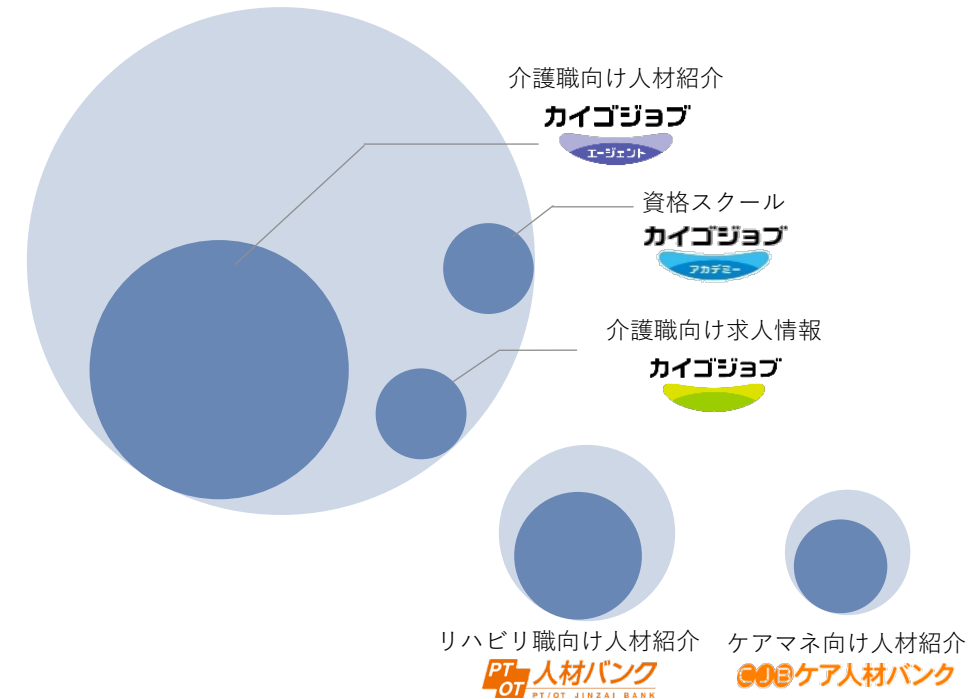 介護職向け人材紹介
カイゴジョブ
エージェント
資格スクール
カイゴジョブ
アカデミー
介護職向け求人情報
カイゴジョブ
リハビリ職向け人材紹介
PT OT 人材バンク
PT/OT JINZAI BANK
ケアマネ向け人材紹介
CJBケア人材バンク